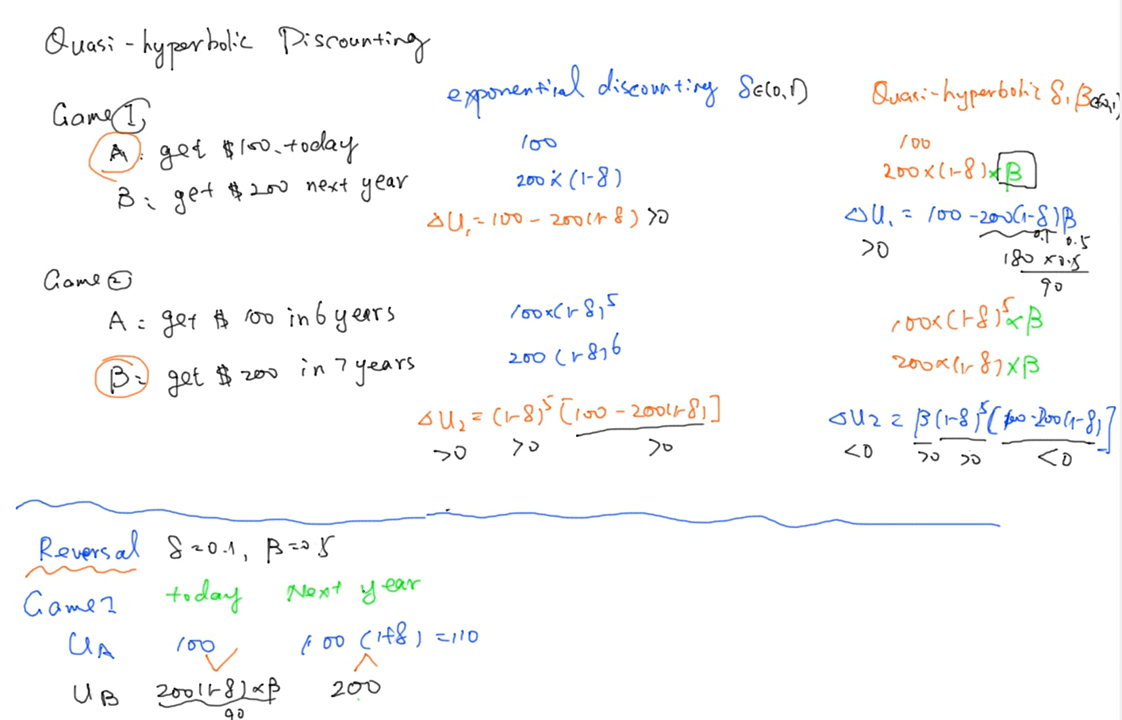 Quasi-hyperbolic Discounting
exponential discounting δ∈(0,1)
Quasi-hyperbolic δ, β∈(0,1)
Game 1
A: get $100 today
100
100
B: get $200 next year
200×(1-δ)
200×(1-δ)×β
ΔU₁=100-200(1-δ)>0
ΔU₁=100-200(1-δ)β
>0
0.1 0.5
180×0.5
90
Game 2
A: get $100 in 6 years
100×(1-δ)⁵
100×(1-δ)⁵×β
B: get $200 in 7 years
200(1-δ)⁶
200×(1-δ)×β
ΔU₂=(1-δ)⁵[100-200(1-δ)]
ΔU₂=β(1-δ)⁵[100-200(1-δ)]
>0 >0 >0
<0 >0 >0 <0
Reversal δ=0.1, β=0.5
Game 1 today Next year
U_A 100 100(1+δ)=110
U_B 200(1-δ)×β 200
90